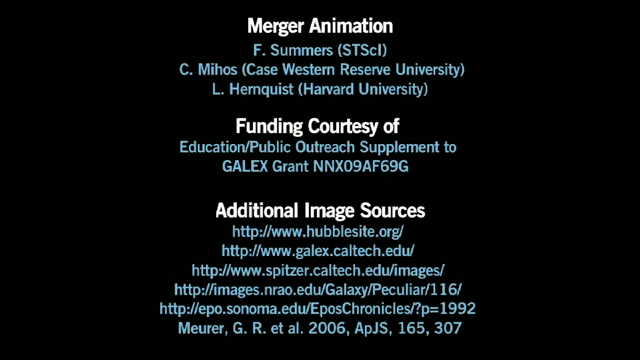 Merger Animation
F. Summers (STScI)
C. Mihos (Case Western Reserve University)
L. Hernquist (Harvard University)
Funding Courtesy of
Education/Public Outreach Supplement to
GALEX Grant NNX09AF69G
Additional Image Sources
http://www.hubblesite.org/
http://www.galex.caltech.edu/
http://www.spitzer.caltech.edu/images/
http://images.nrao.edu/Galaxy/Peculiar/116/
http://epo.sonoma.edu/EposChronicles/?p=1992
Meurer, G. R. et al. 2006, ApJS, 165, 307